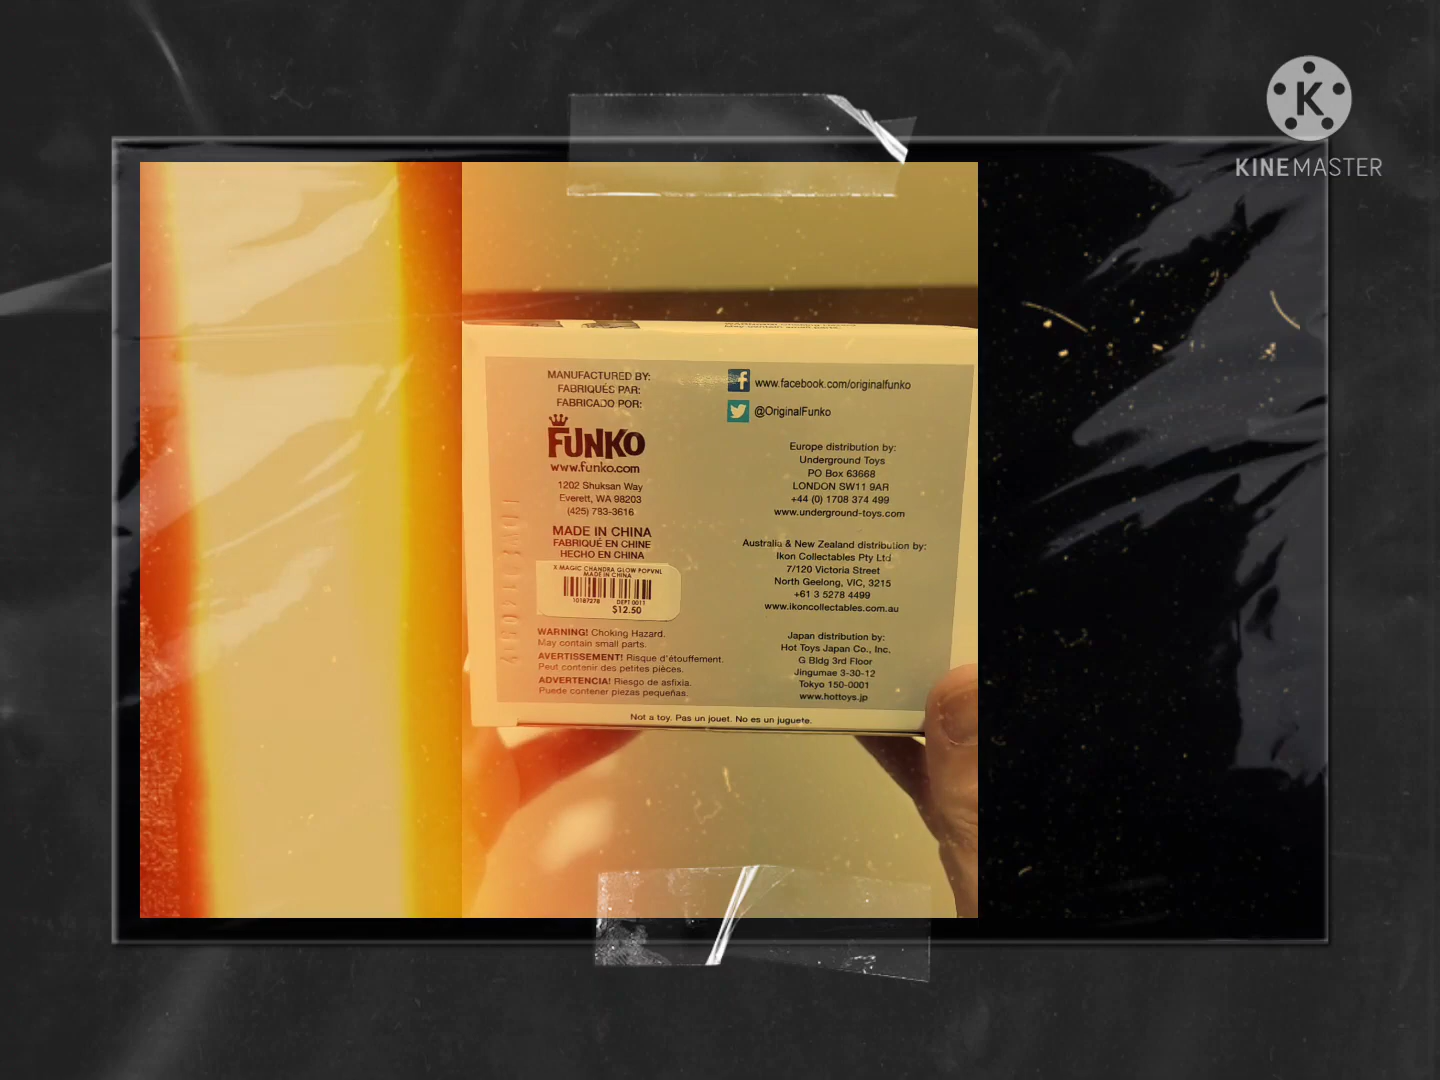 K
KINEMASTER
MANUFACTURED BY:
FABRIQUÉS PAR:
FABRICADO POR:
FUNKO
www.funko.com
1202 Shuksan Way
Everett, WA 98203
(425) 783-3616
MADE IN CHINA
FABRIQUÉ EN CHINE
HECHO EN CHINA
X MAGIC CHANDRA GLOW POPVNL
MADE IN CHINA
10187278 DEPT 0011
$12.50
WARNING! Choking Hazard.
May contain small parts.
AVERTISSEMENT! Risque d'étouffement.
Peut contenir des petites pièces.
ADVERTENCIA! Riesgo de asfixia.
Puede contener piezas pequeñas.
f www.facebook.com/originalfunko
@OriginalFunko
Europe distribution by:
Underground Toys
PO Box 63668
LONDON SW11 9AR
+44 (0) 1708 374 499
www.underground-toys.com
Australia & New Zealand distribution by:
Ikon Collectables Pty Ltd
7/120 Victoria Street
North Geelong, VIC, 3215
+61 3 5278 4499
www.ikoncollectables.com.au
Japan distribution by:
Hot Toys Japan Co., Inc.
G Bldg 3rd Floor
Jingumae 3-30-12
Tokyo 150-0001
www.hottoys.jp
Not a toy. Pas un jouet. No es un juguete.